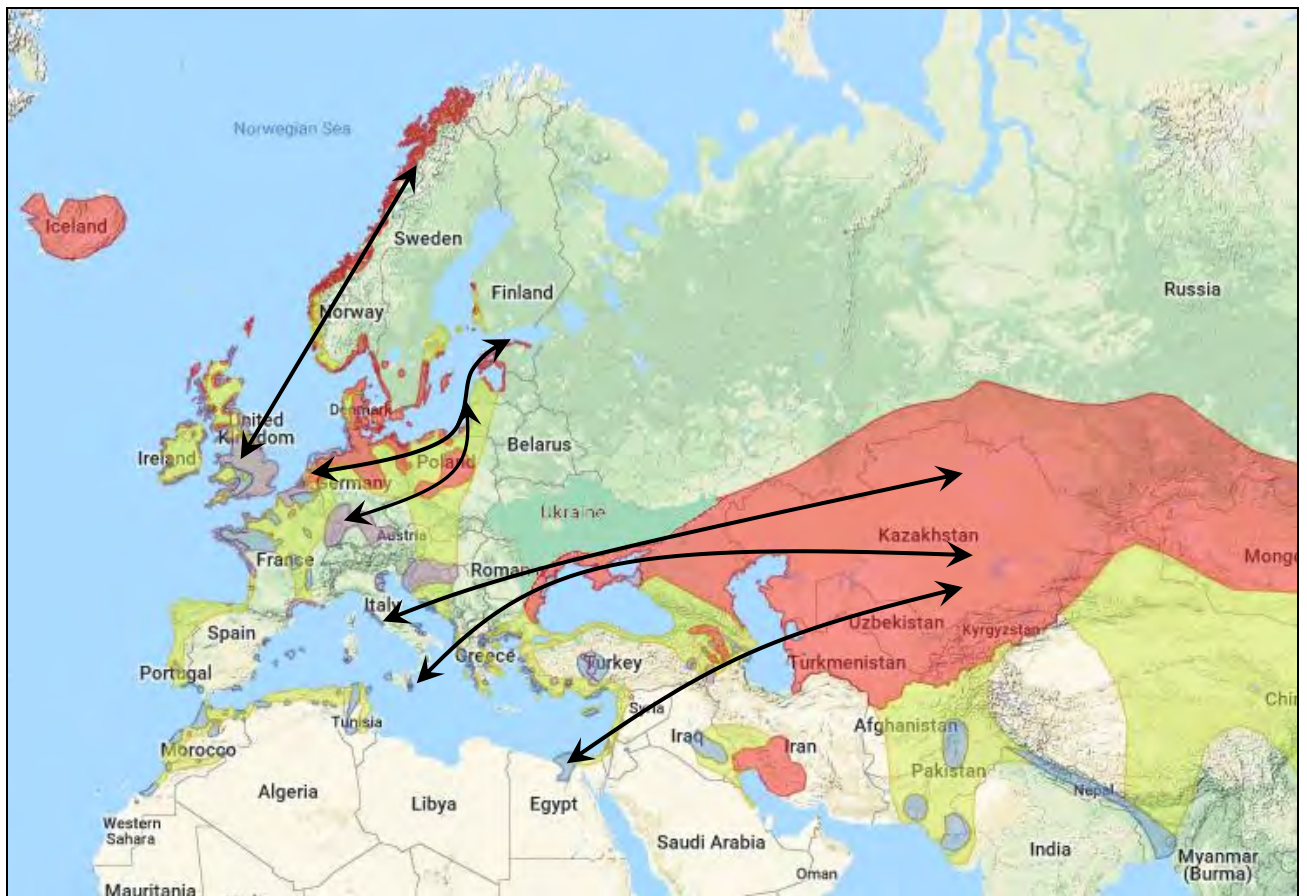 Norwegian Sea
Iceland
Sweden
Finland
Norway
Russia
Denmark
United
Kingdom
Ireland
Belarus
Poland
Germany
Ukraine
Austria
Kazakhstan
France
Mong
Roman
Italy
Uzbekistan
Kyrgyzstan
Spain
Greece
Turkey
Turkmenistan
Portugal
Syria
Chi
Tunisia
Afghanistan
Iraq
Iran
Morocco
Pakistan
Algeria
Libya
Egypt
Nepal
Western
Sahara
Saudi Arabia
India
Myanmar
(Burma)
Oman
Mauritania